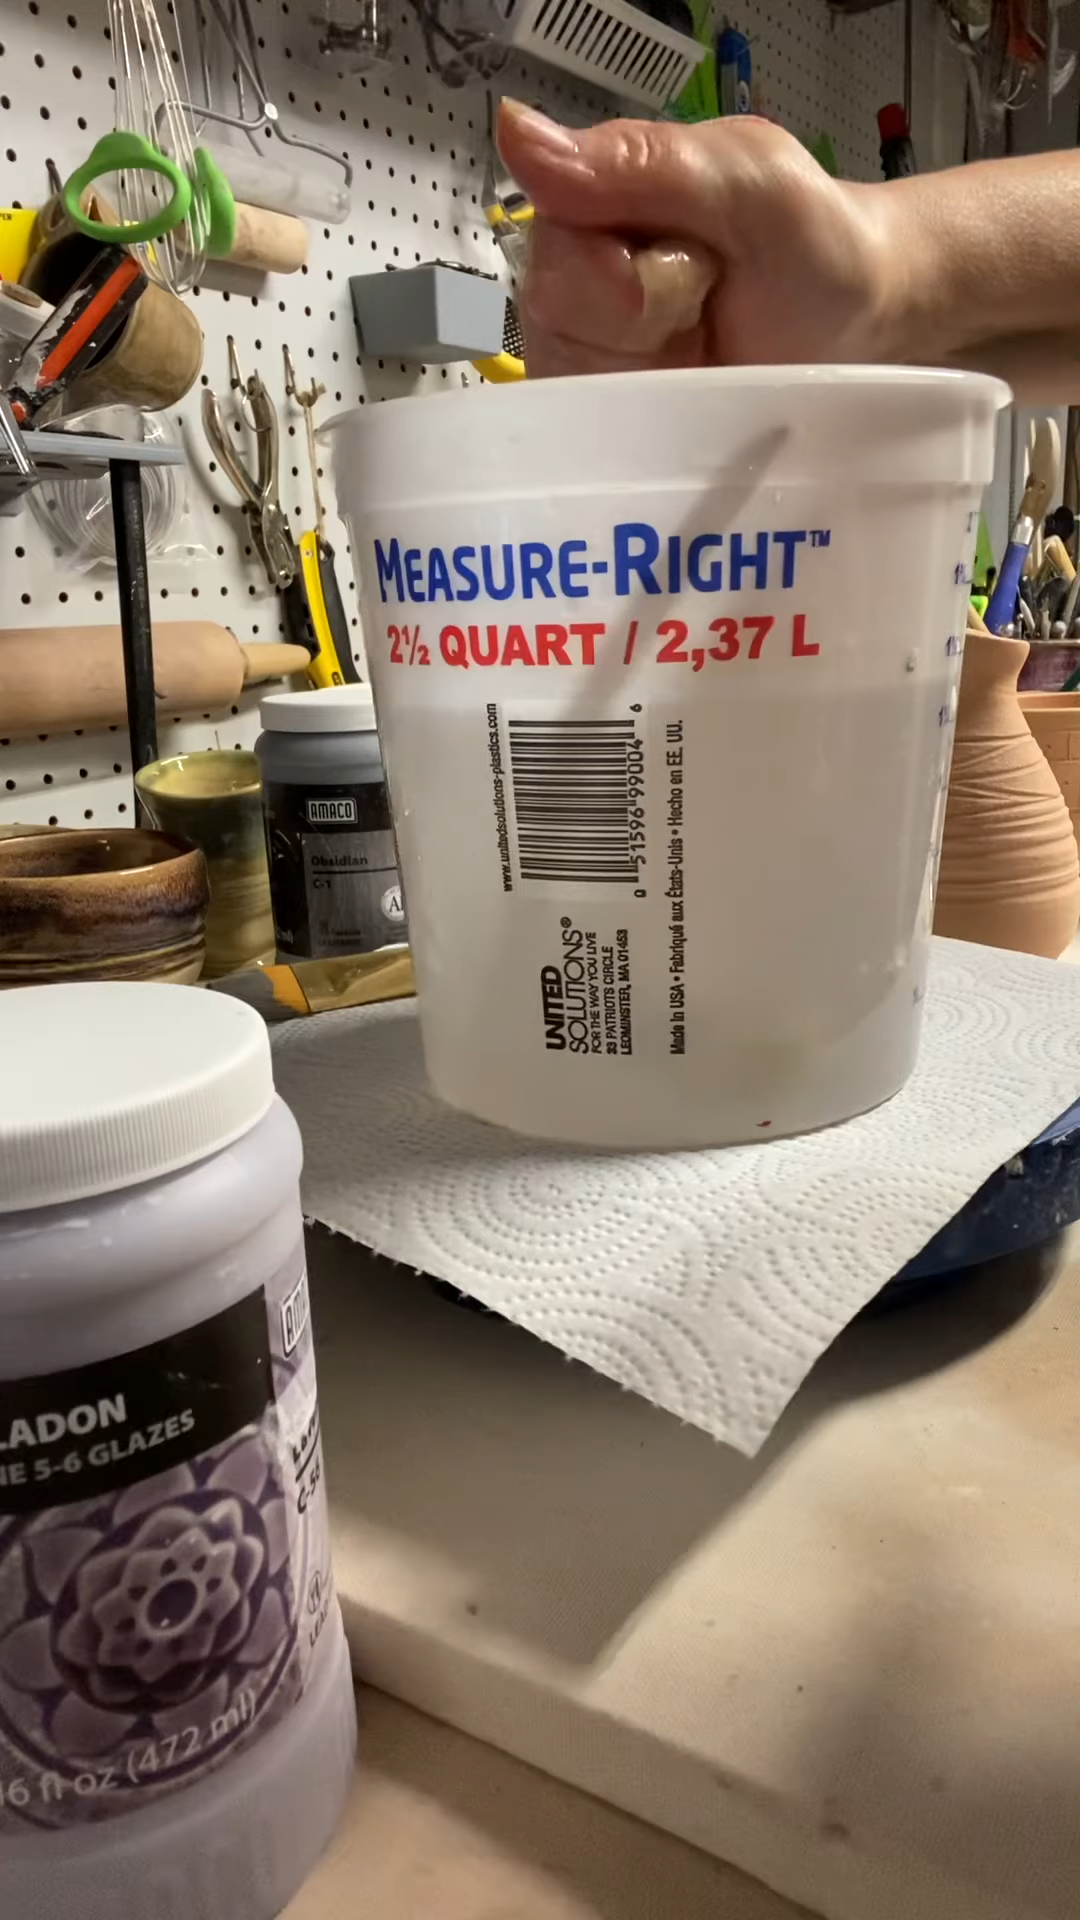 MEASURE-RIGHT™
2½ QUART / 2,37 L
www.unitedsolutions-plastics.com
0 51596 99004 6
UNITED
SOLUTIONS®
FOR THE WAY YOU LIVE
33 PATRIOTS CIRCLE
LEOMINSTER, MA 01453
Made in USA • Fabriqué aux États-Unis • Hecho en EE. UU.
AMACO
Obsidian
C-1
LADON
NE 5-6 GLAZES
16 fl oz (472 ml)